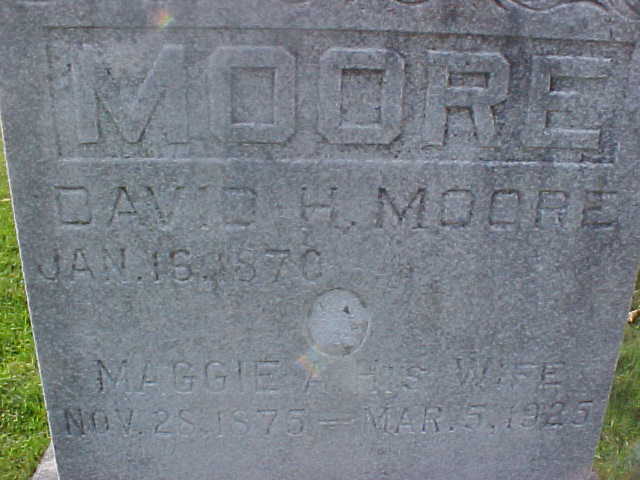 MOORE
DAVID H. MOORE
JAN. 16. 1870
MAGGIE A. HIS WIFE
NOV. 28. 1875 — MAR. 5. 1925